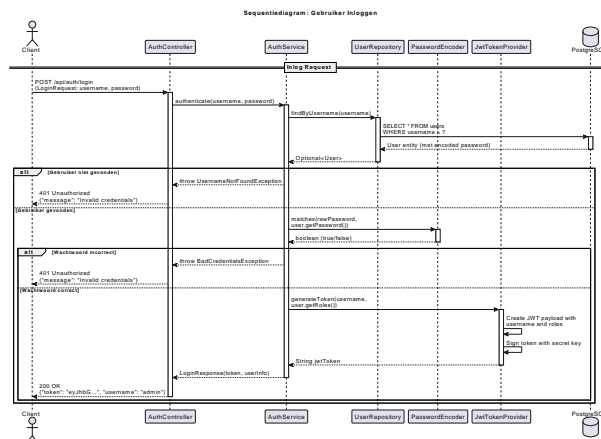 Sequentiediagram: Gebruiker Inloggen
Client
AuthController
AuthService
UserRepository
PasswordEncoder
JwtTokenProvider
PostgreSQ
Inlog Request
POST /api/auth/login
(LoginRequest: username, password)
authenticate(username, password)
findByUsername(username)
SELECT * FROM users
WHERE username = ?
User entity (met encoded password)
Optional<User>
alt [Gebruiker niet gevonden]
throw UsernameNotFoundException
401 Unauthorized
{"message": "Invalid credentials"}
[Gebruiker gevonden]
matches(rawPassword,
user.getPassword())
boolean (true/false)
alt [Wachtwoord incorrect]
throw BadCredentialsException
401 Unauthorized
{"message": "Invalid credentials"}
[Wachtwoord correct]
generateToken(username,
user.getRoles())
Create JWT payload with
username and roles
Sign token with secret key
String jwtToken
LoginResponse(token, userInfo)
200 OK
{"token": "eyJhbG...", "username": "admin"}
Client
AuthController
AuthService
UserRepository
PasswordEncoder
JwtTokenProvider
PostgreSQ